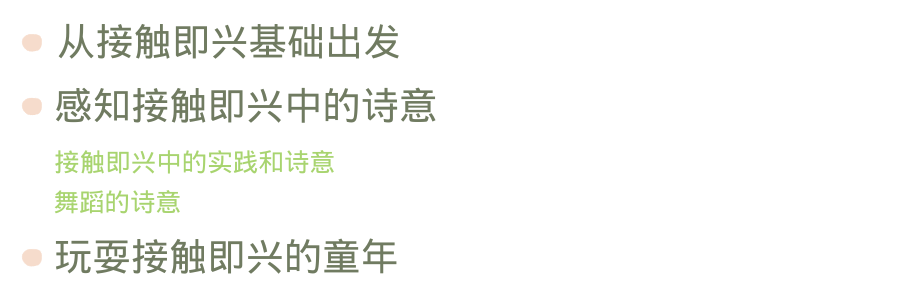 从接触即兴基础出发
感知接触即兴中的诗意
接触即兴中的实践和诗意
舞蹈的诗意
玩耍接触即兴的童年